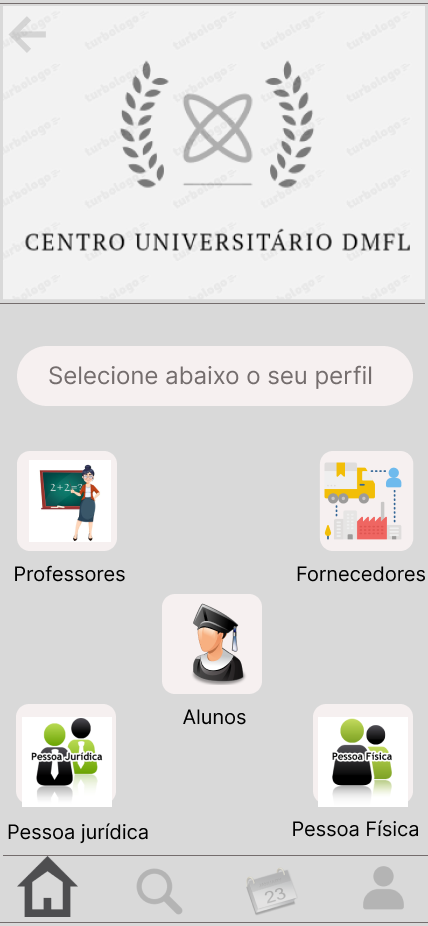 CENTRO UNIVERSITÁRIO DMFL
Selecione abaixo o seu perfil
2+2=?
Professores
Fornecedores
Alunos
Pessoa Jurídica
Pessoa Física
Pessoa jurídica
Pessoa Física
23